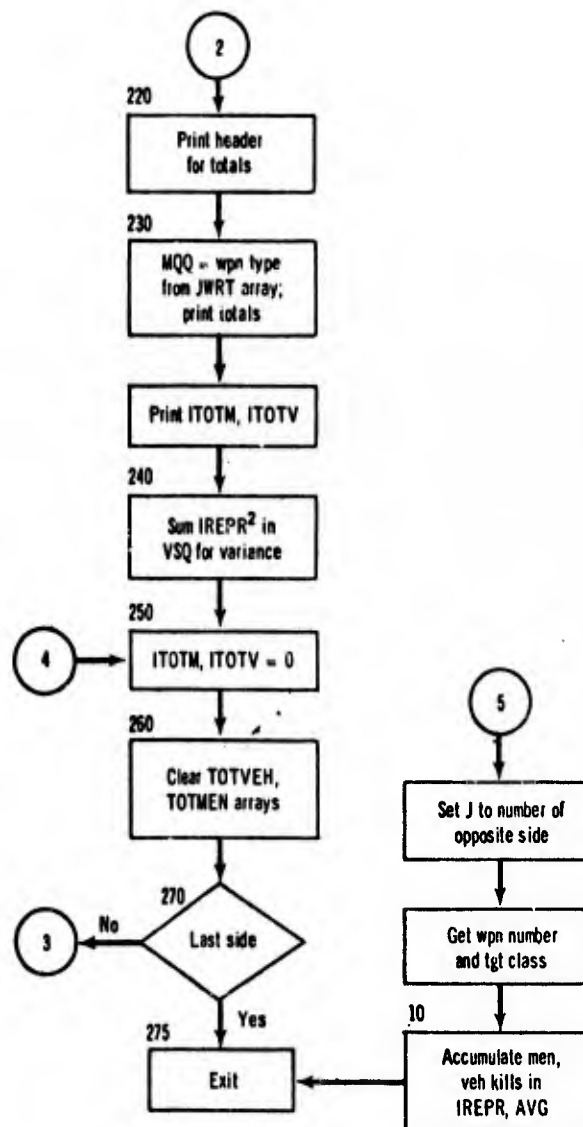 2
220
Print header
for totals
230
MQQ = wpn type
from JWRT array;
print totals
Print ITOTM, ITOTV
240
Sum IREPR² in
VSQ for variance
250
4
ITOTM, ITOTV = 0
260
Clear TOTVEH,
TOTMEN arrays
270
Last side
No
3
Yes
275
Exit
5
Set J to number of
opposite side
Get wpn number
and tgt class
10
Accumulate men,
veh kills in
IREPR, AVG